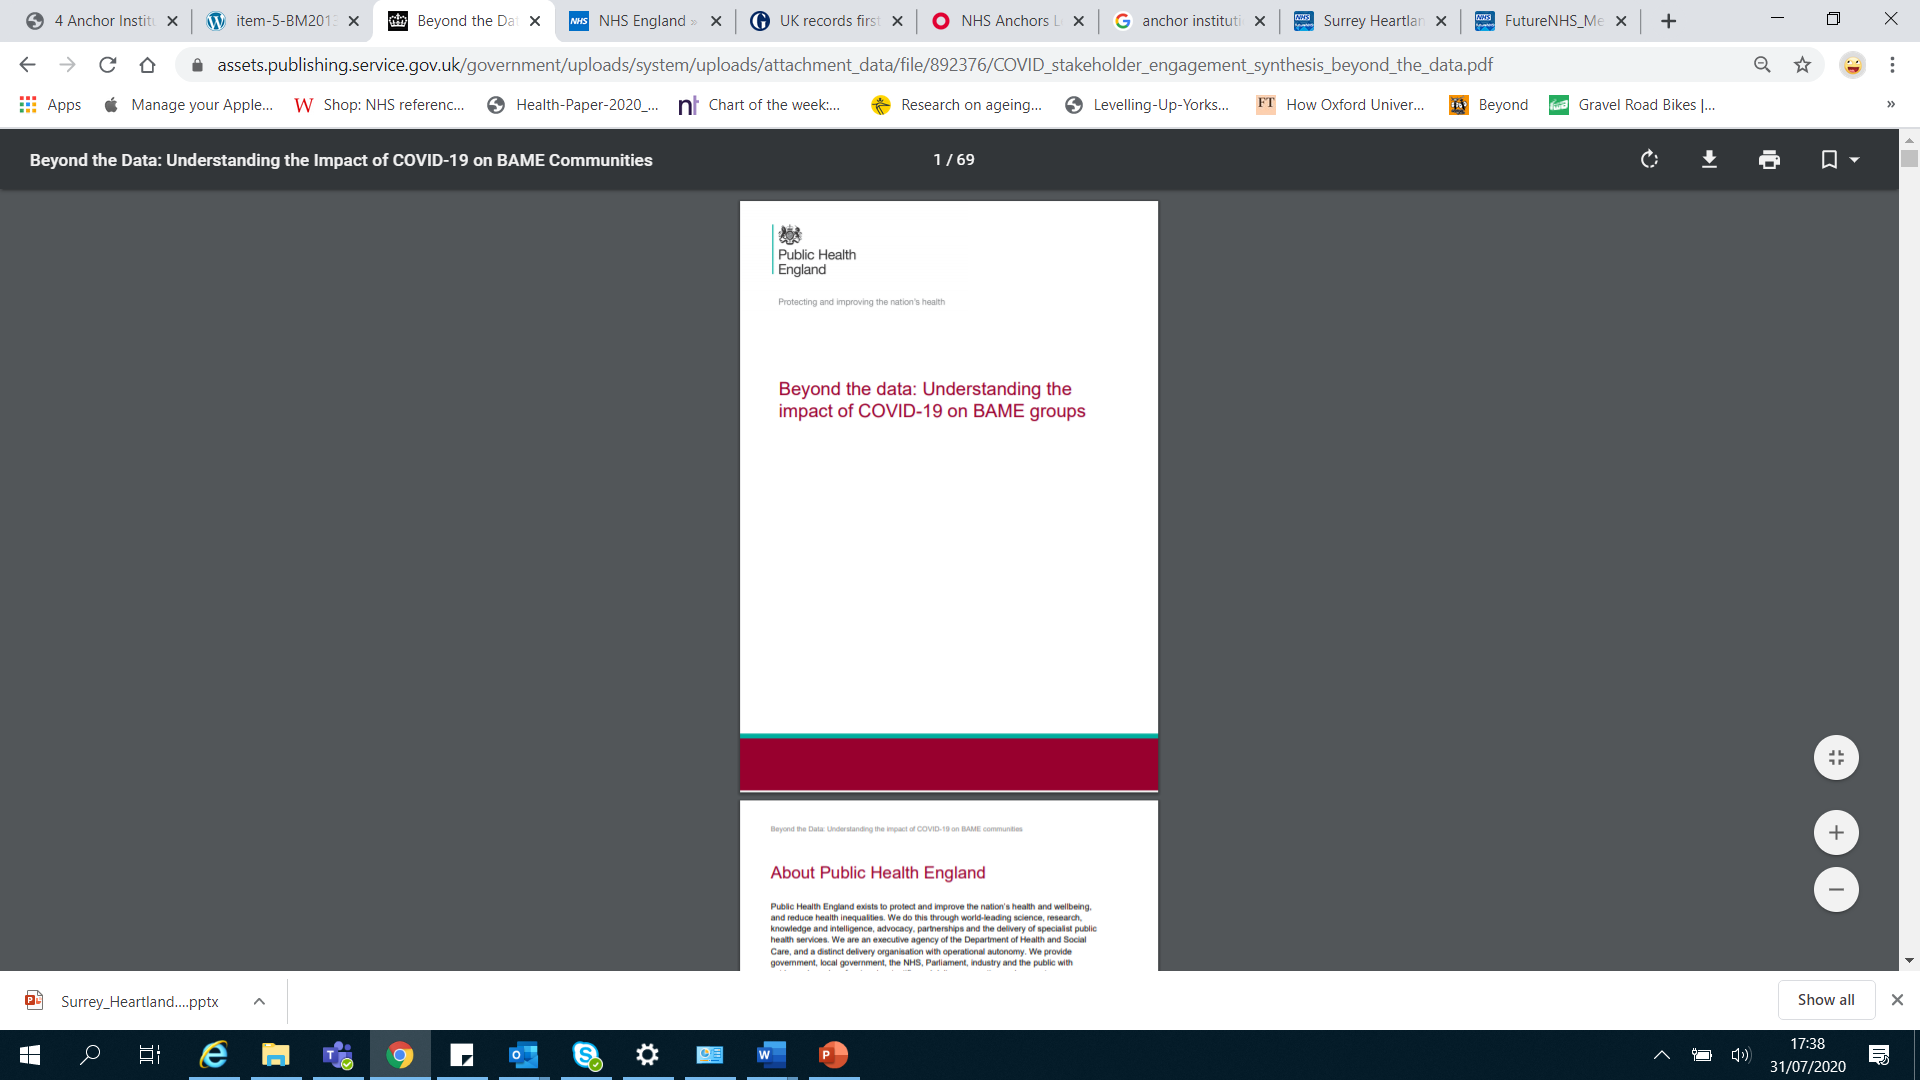 4 Anchor Institu
item-5-BM2013
Beyond the Dat
NHS
NHS England »
UK records first
NHS Anchors L
anchor instituti
Surrey Heartlan
FutureNHS_Me
assets.publishing.service.gov.uk/government/uploads/system/uploads/attachment_data/file/892376/COVID_stakeholder_engagement_synthesis_beyond_the_data.pdf
Apps
Manage your Apple...
W Shop: NHS referenc...
Health-Paper-2020_...
Chart of the week:...
Research on ageing...
Levelling-Up-Yorks...
FT How Oxford Univer...
Beyond
Gravel Road Bikes |...
»
Beyond the Data: Understanding the Impact of COVID-19 on BAME Communities
1 / 69
Public Health
England
Protecting and improving the nation's health
Beyond the data: Understanding the
impact of COVID-19 on BAME groups
Beyond the Data: Understanding the impact of COVID-19 on BAME communities
About Public Health England
Public Health England exists to protect and improve the nation's health and wellbeing,
and reduce health inequalities. We do this through world-leading science, research,
knowledge and intelligence, advocacy, partnerships and the delivery of specialist public
health services. We are an executive agency of the Department of Health and Social
Care, and a distinct delivery organisation with operational autonomy. We provide
government, local government, the NHS, Parliament, industry and the public with
Surrey_Heartland....pptx
Show all
17:38
31/07/2020